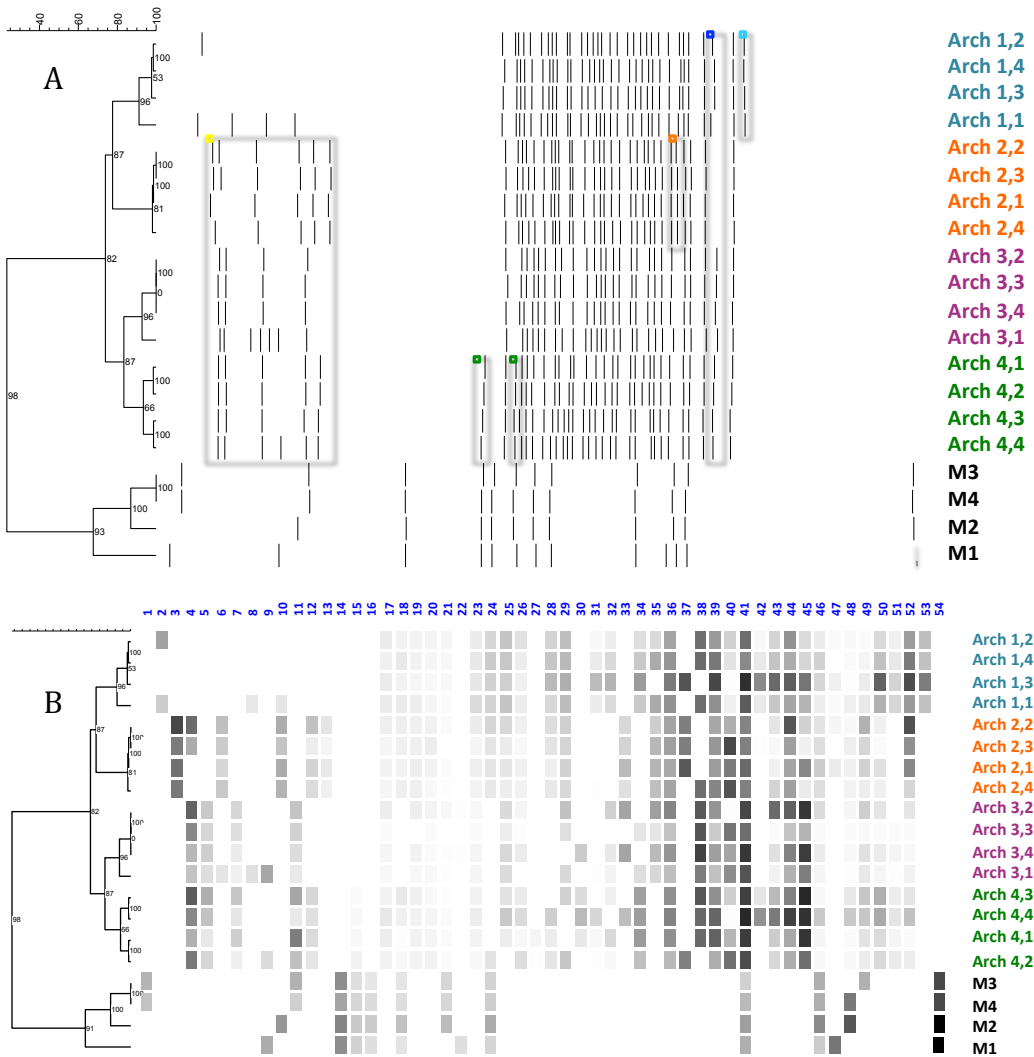 40 60 80 100
A
Arch 1,2
100
Arch 1,4
53
Arch 1,3
96
Arch 1,1
87
Arch 2,2
100
Arch 2,3
100
Arch 2,1
81
Arch 2,4
82
Arch 3,2
100
Arch 3,3
0
Arch 3,4
96
Arch 3,1
87
Arch 4,1
100
Arch 4,2
66
Arch 4,3
100
Arch 4,4
98
M3
100
M4
100
M2
93
M1
1 2 3 4 5 6 7 8 9 10 11 12 13 14 15 16 17 18 19 20 21 22 23 24 25 26 27 28 29 30 31 32 33 34 35 36 37 38 39 40 41 42 43 44 45 46 47 48 49 50 51 52 53 54
B
Arch 1,2
100
Arch 1,4
53
Arch 1,3
96
Arch 1,1
87
Arch 2,2
Arch 2,3
100
Arch 2,1
81
Arch 2,4
82
Arch 3,2
Arch 3,3
0
Arch 3,4
96
Arch 3,1
87
Arch 4,3
100
Arch 4,4
98
66
Arch 4,1
100
Arch 4,2
M3
M4
100
M2
91
M1